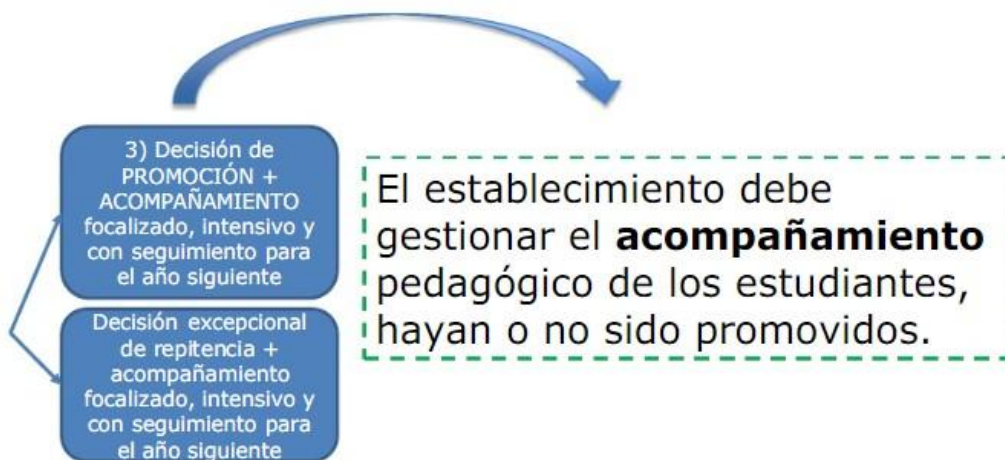 3) Decisión de
PROMOCIÓN +
ACOMPAÑAMIENTO
focalizado, intensivo y
con seguimiento para
el año siguiente
Decisión excepcional
de repitencia +
acompañamiento
focalizado, intensivo y
con seguimiento para
el año siguiente
El establecimiento debe
gestionar el acompañamiento
pedagógico de los estudiantes,
hayan o no sido promovidos.